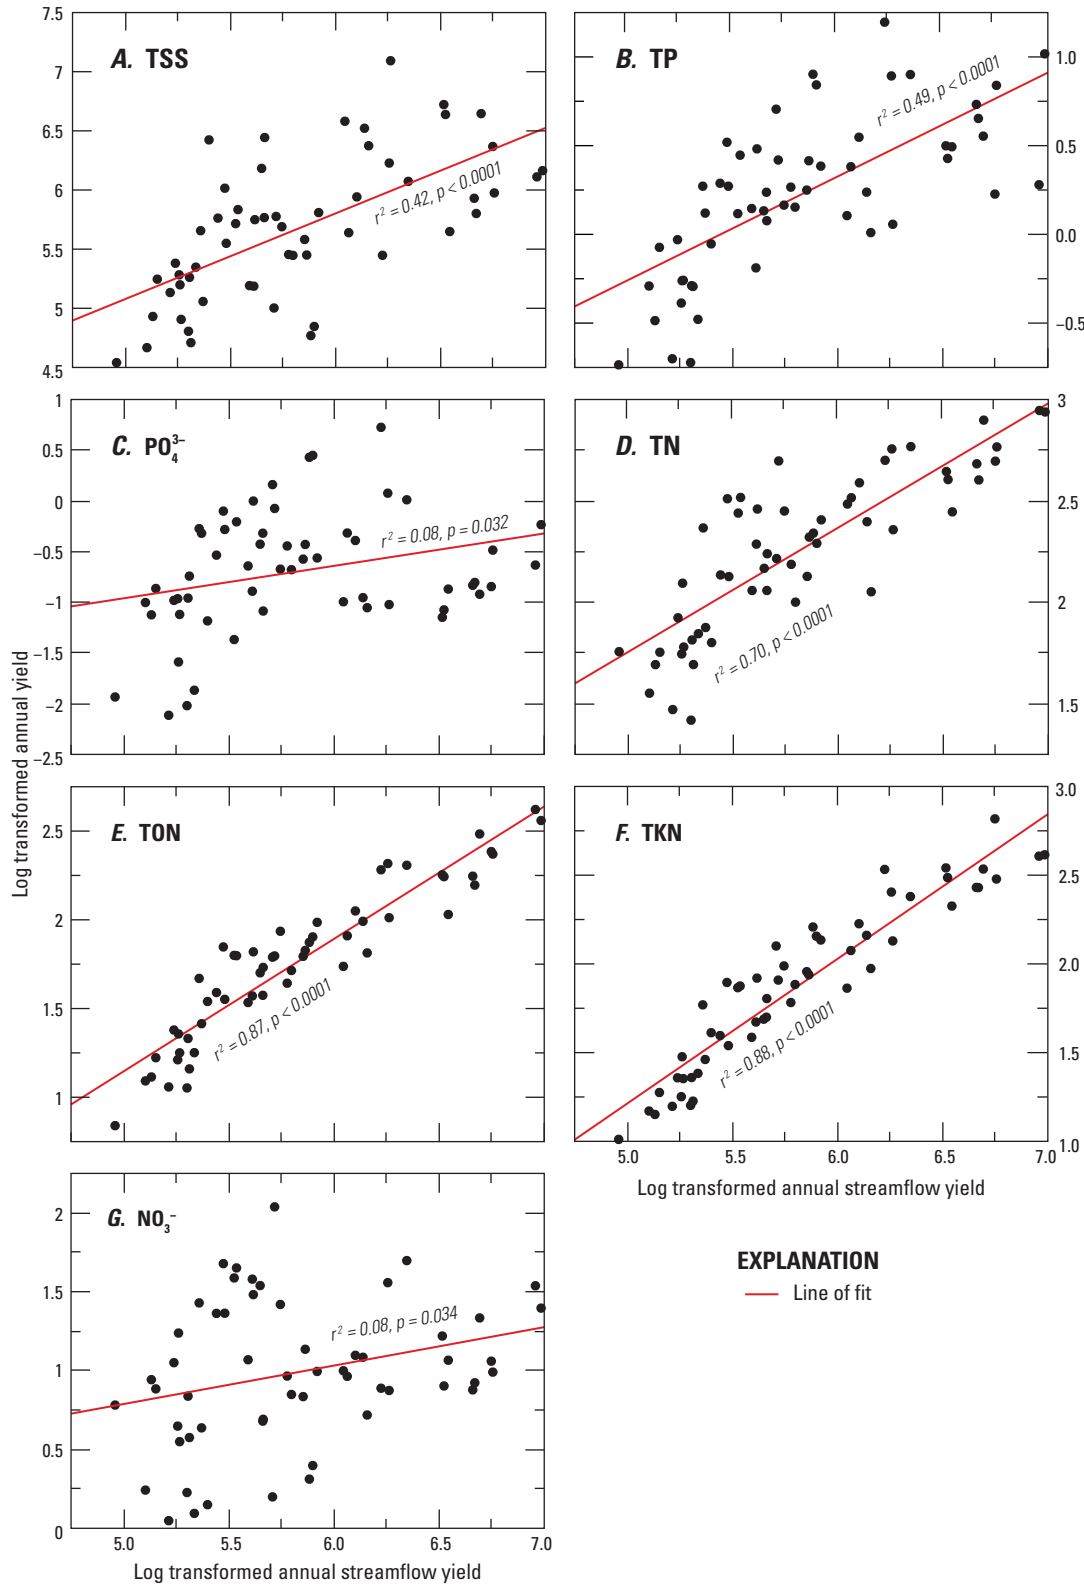 A. TSS
7.5
7
6.5
6
5.5
5
4.5
r² = 0.42, p < 0.0001
B. TP
1.0
0.5
0.0
−0.5
r² = 0.49, p < 0.0001
C. PO₄³⁻
1
0.5
0
−0.5
−1
−1.5
−2
−2.5
r² = 0.08, p = 0.032
D. TN
3
2.5
2
1.5
r² = 0.70, p < 0.0001
Log transformed annual yield
E. TON
2.5
2
1.5
1
r² = 0.87, p < 0.0001
F. TKN
3.0
2.5
2.0
1.5
1.0
r² = 0.88, p < 0.0001
5.0 5.5 6.0 6.5 7.0
Log transformed annual streamflow yield
G. NO₃⁻
2
1.5
1
0.5
0
r² = 0.08, p = 0.034
5.0 5.5 6.0 6.5 7.0
Log transformed annual streamflow yield
EXPLANATION
Line of fit